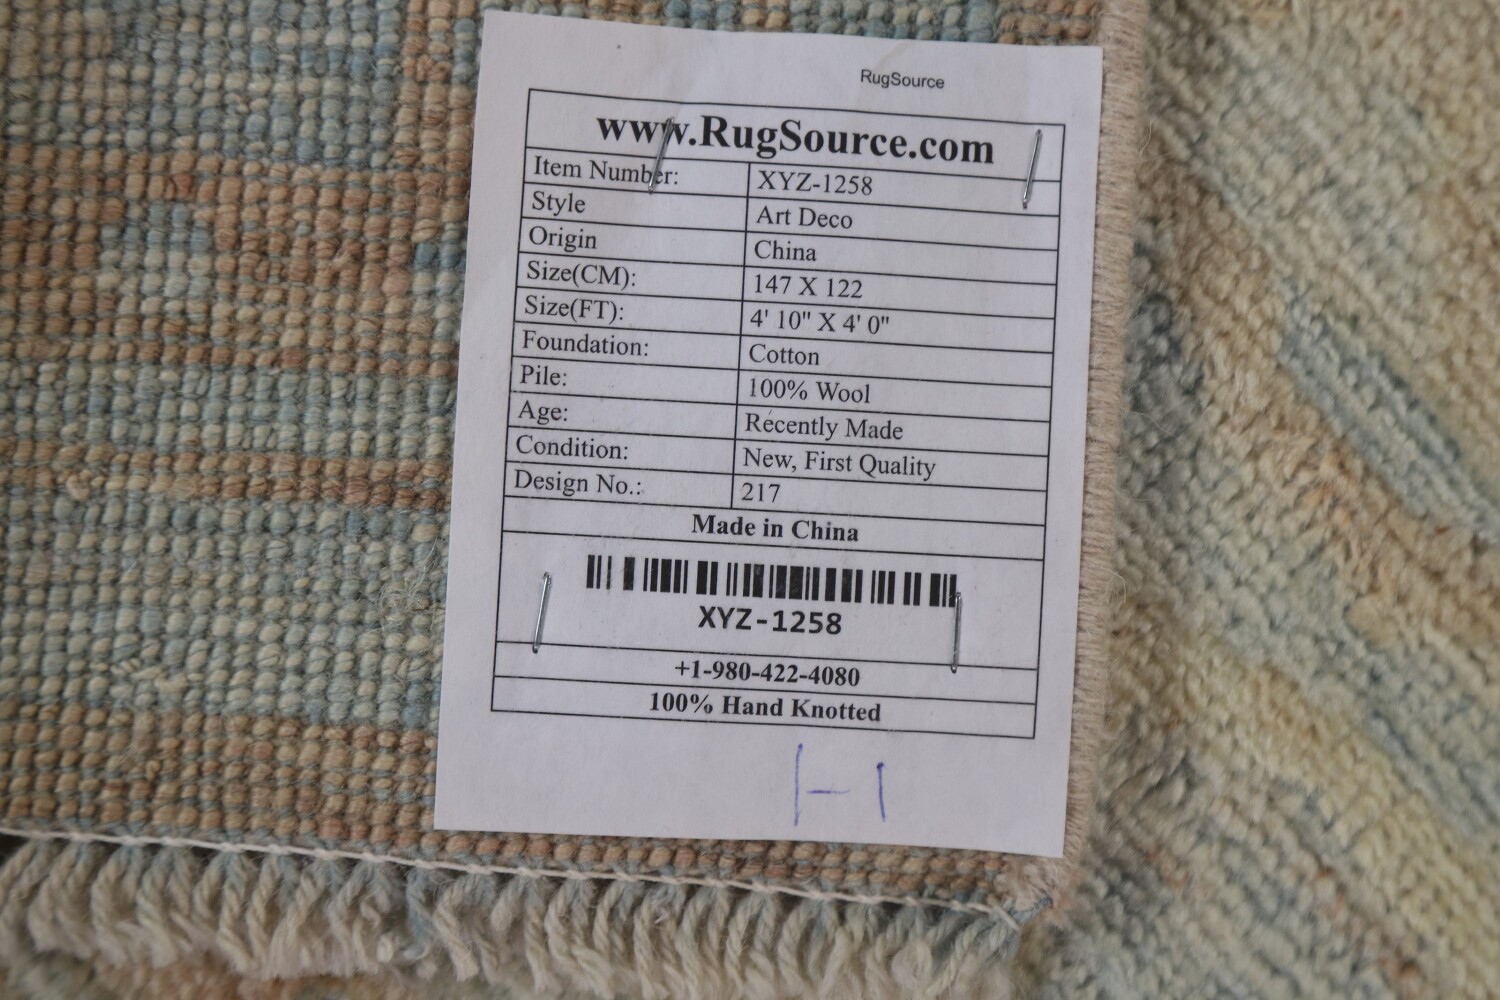 RugSource
www.RugSource.com
Item Number: XYZ-1258
Style Art Deco
Origin China
Size(CM): 147 X 122
Size(FT): 4' 10" X 4' 0"
Foundation: Cotton
Pile: 100% Wool
Age: Recently Made
Condition: New, First Quality
Design No.: 217
Made in China
XYZ-1258
+1-980-422-4080
100% Hand Knotted